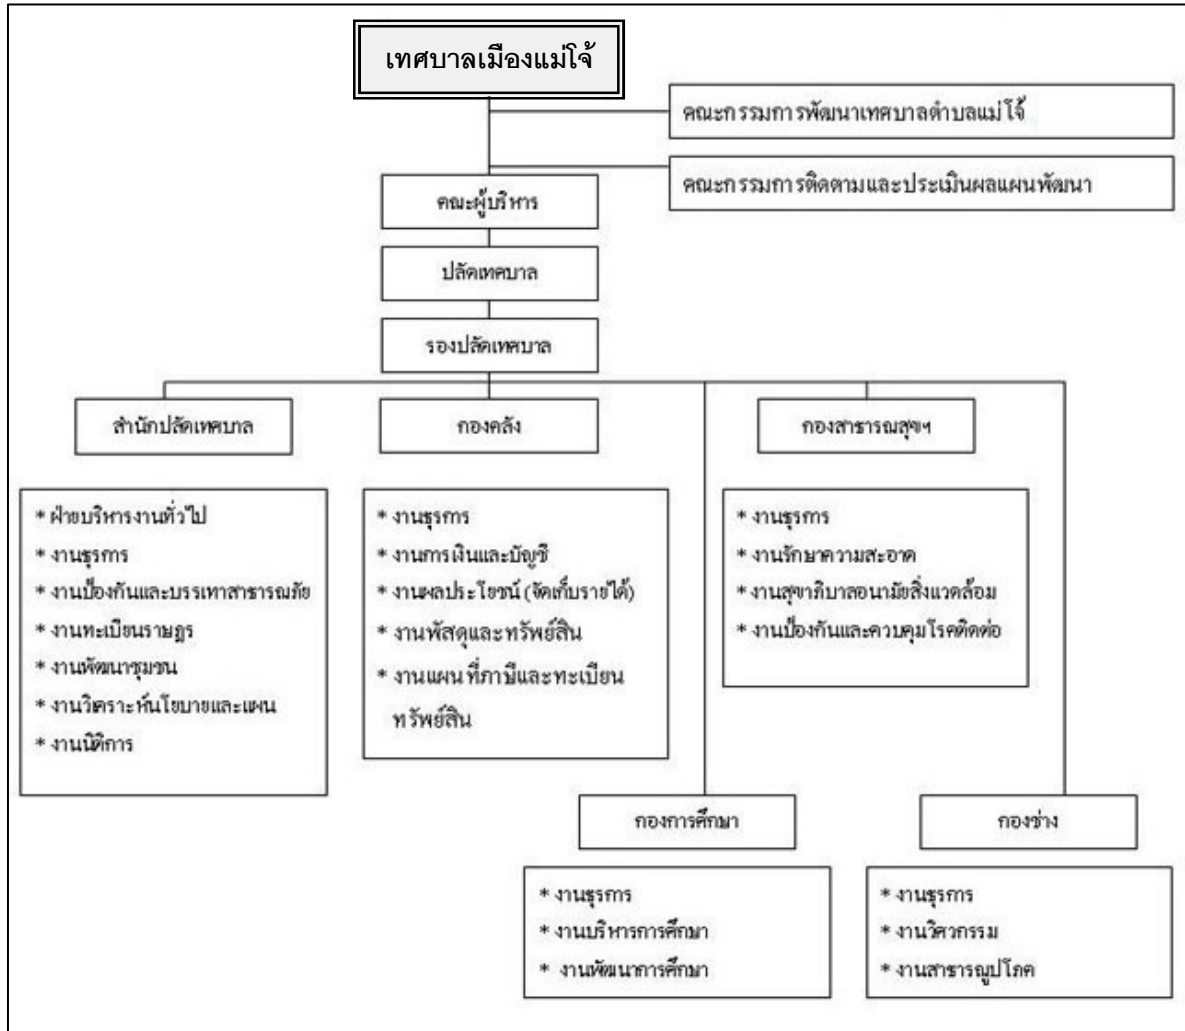 เทศบาลเมืองแม่โจ้
คณะกรรมการพัฒนาเทศบาลตำบลแม่โจ้
คณะกรรมการติดตามและประเมินผลแผนพัฒนา
คณะผู้บริหาร
ปลัดเทศบาล
รองปลัดเทศบาล
สำนักปลัดเทศบาล
กองคลัง
กองสาธารณสุขฯ
* ฝ่ายบริหารงานทั่วไป
* งานธุรการ
* งานป้องกันและบรรเทาสาธารณภัย
* งานทะเบียนราษฎร
* งานพัฒนาชุมชน
* งานวิเคราะห์นโยบายและแผน
* งานนิติการ
* งานธุรการ
* งานการเงินและบัญชี
* งานผลประโยชน์ (จัดเก็บรายได้)
* งานพัสดุและทรัพย์สิน
* งานแผนที่ภาษีและทะเบียน
ทรัพย์สิน
* งานธุรการ
* งานรักษาความสะอาด
* งานสุขาภิบาลอนามัยสิ่งแวดล้อม
* งานป้องกันและควบคุมโรคติดต่อ
กองการศึกษา
กองช่าง
* งานธุรการ
* งานบริหารการศึกษา
* งานพัฒนาการศึกษา
* งานธุรการ
* งานวิศวกรรม
* งานสาธารณูปโภค